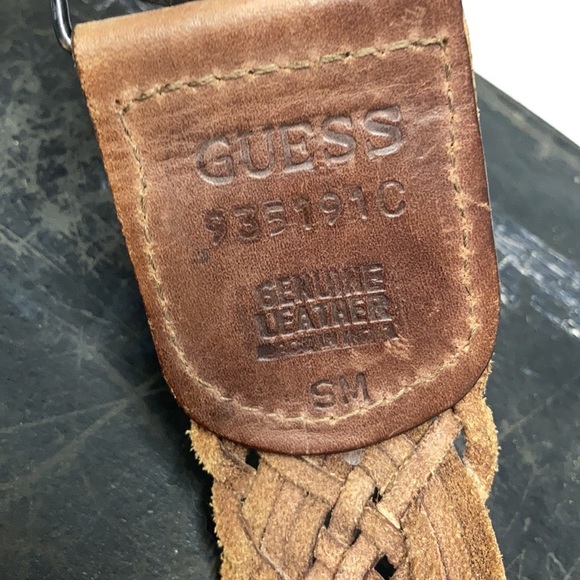 GUESS
935191C
GENUINE
LEATHER
SM